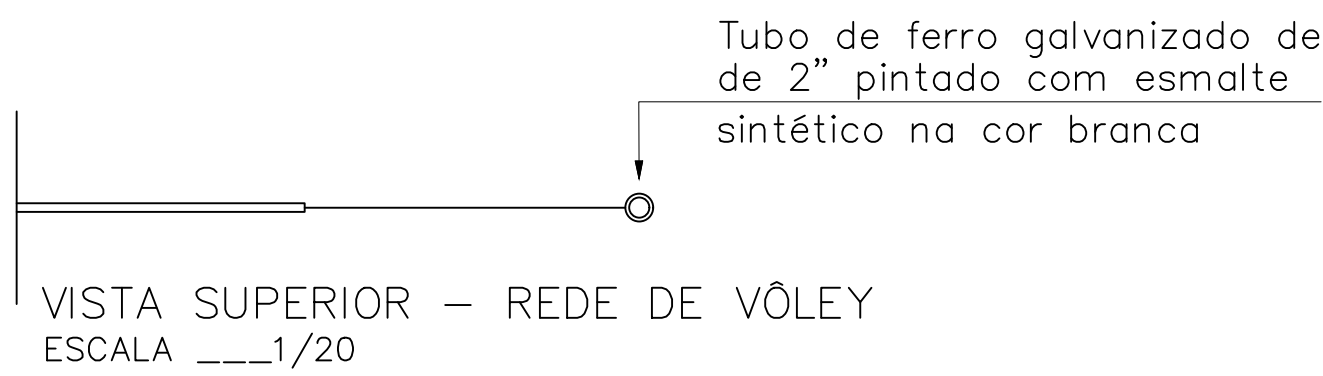 Tubo de ferro galvanizado de
de 2” pintado com esmalte
sintético na cor branca
VISTA SUPERIOR – REDE DE VÔLEY
ESCALA ___1/20